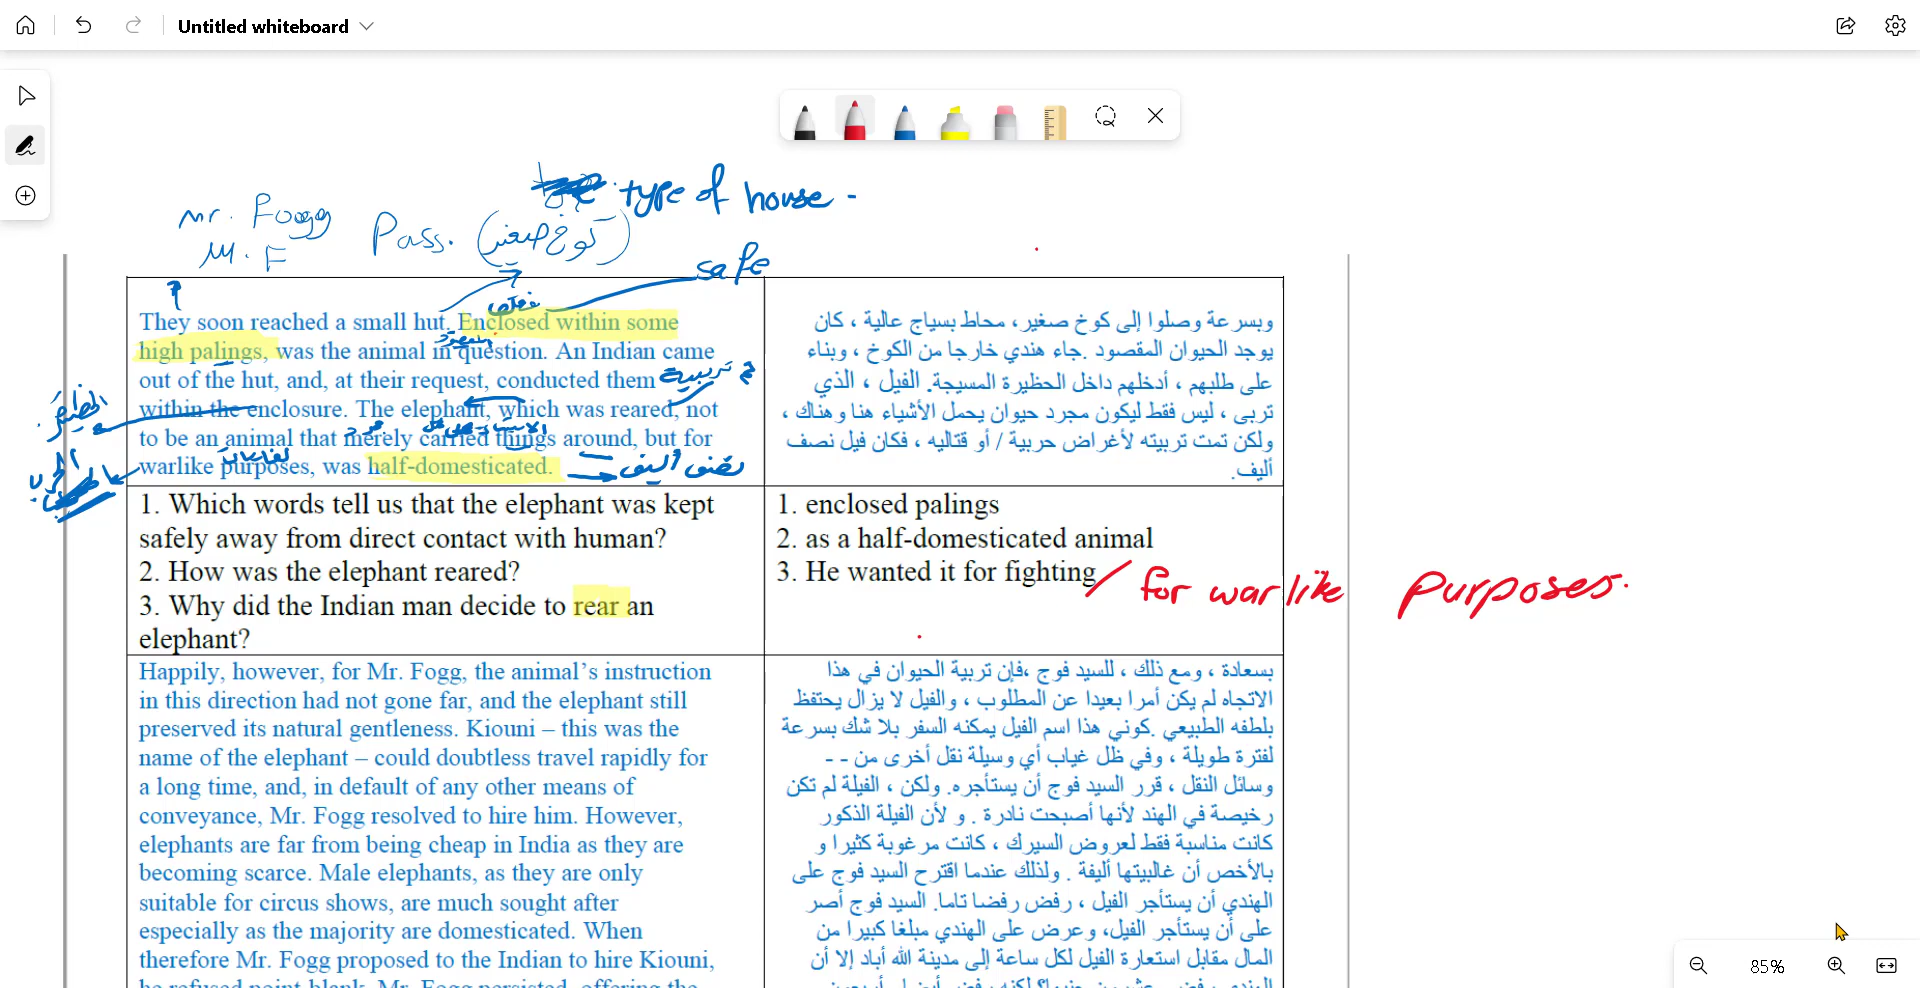 Untitled whiteboard
type of house -
mr. Fogg
M. F
Pass. (كوخ صغير)
safe
They soon reached a small hut. Enclosed within some
high palings, was the animal in question. An Indian came
out of the hut, and, at their request, conducted them
within the enclosure. The elephant, which was reared, not
to be an animal that merely carried things around, but for
warlike purposes, was half-domesticated.
المقصود
تربية
مجرد
لغايات
نصف أليف
وبسرعة وصلوا إلى كوخ صغير، محاط بسياج عالية ، كان
يوجد الحيوان المقصود .جاء هندي خارجا من الكوخ ، وبناء
على طلبهم ، أدخلهم داخل الحظيرة المسيجة. الفيل ، الذي
تربى ، ليس فقط ليكون مجرد حيوان يحمل الأشياء هنا وهناك ،
ولكن تمت تربيته لأغراض حربية / أو قتاليه ، فكان فيل نصف
أليف.
1. Which words tell us that the elephant was kept
safely away from direct contact with human?
2. How was the elephant reared?
3. Why did the Indian man decide to rear an
elephant?
1. enclosed palings
2. as a half-domesticated animal
3. He wanted it for fighting / for warlike purposes.
Happily, however, for Mr. Fogg, the animal's instruction
in this direction had not gone far, and the elephant still
preserved its natural gentleness. Kiouni – this was the
name of the elephant – could doubtless travel rapidly for
a long time, and, in default of any other means of
conveyance, Mr. Fogg resolved to hire him. However,
elephants are far from being cheap in India as they are
becoming scarce. Male elephants, as they are only
suitable for circus shows, are much sought after
especially as the majority are domesticated. When
therefore Mr. Fogg proposed to the Indian to hire Kiouni,
he refused point-blank. Mr. Fogg persisted, offering the
بسعادة ، ومع ذلك ، للسيد فوج ،فإن تربية الحيوان في هذا
الاتجاه لم يكن أمرا بعيدا عن المطلوب ، والفيل لا يزال يحتفظ
بلطفه الطبيعي .كوني هذا اسم الفيل يمكنه السفر بلا شك بسرعة
لفترة طويلة ، وفي ظل غياب أي وسيلة نقل أخرى من - -
وسائل النقل ، قرر السيد فوج أن يستأجره. ولكن ، الفيلة لم تكن
رخيصة في الهند لأنها أصبحت نادرة . و لأن الفيلة الذكور
كانت مناسبة فقط لعروض السيرك ، كانت مرغوبة كثيرا و
بالأخص أن غالبيتها أليفة . ولذلك عندما اقترح السيد فوج على
الهندي أن يستأجر الفيل ، رفض رفضا تاما. السيد فوج أصر
على أن يستأجر الفيل، وعرض على الهندي مبلغا كبيرا من
المال مقابل استعارة الفيل لكل ساعة إلى مدينة الله أباد إلا أن
85%